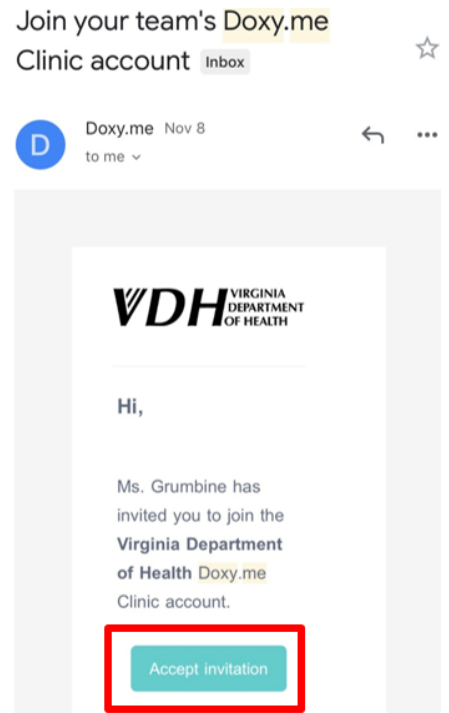 Join your team's Doxy.me
Clinic account Inbox
D
Doxy.me Nov 8
to me
VDH VIRGINIA
DEPARTMENT
OF HEALTH
Hi,
Ms. Grumbine has
invited you to join the
Virginia Department
of Health Doxy.me
Clinic account.
Accept invitation